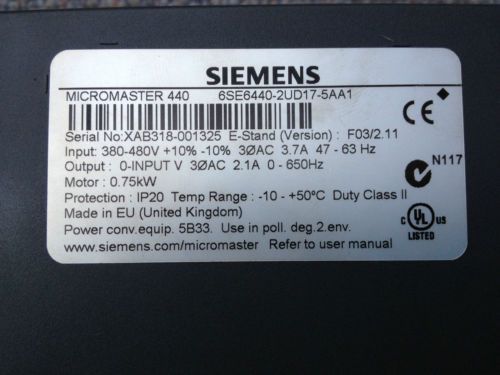 SIEMENS
MICROMASTER 440 6SE6440-2UD17-5AA1
CE
Serial No:XAB318-001325 E-Stand (Version) : F03/2.11
Input: 380-480V +10% -10% 3ØAC 3.7A 47 - 63 Hz
N117
Output : 0-INPUT V 3ØAC 2.1A 0 - 650Hz
Motor : 0.75kW
Protection : IP20 Temp Range : -10 - +50°C Duty Class II
Made in EU (United Kingdom)
C UL US
LISTED
Power conv.equip. 5B33. Use in poll. deg.2.env.
www.siemens.com/micromaster Refer to user manual